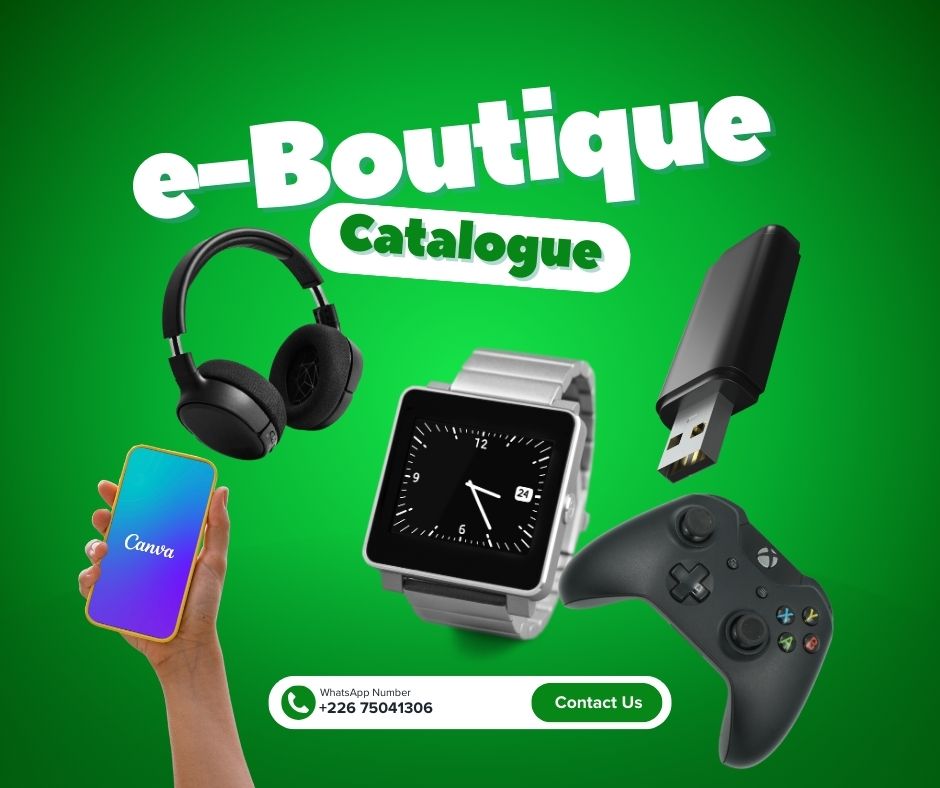 e-Boutique
Catalogue
12
9
24
6
Canva
X
Y
A
B
WhatsApp Number
+226 75041306
Contact Us